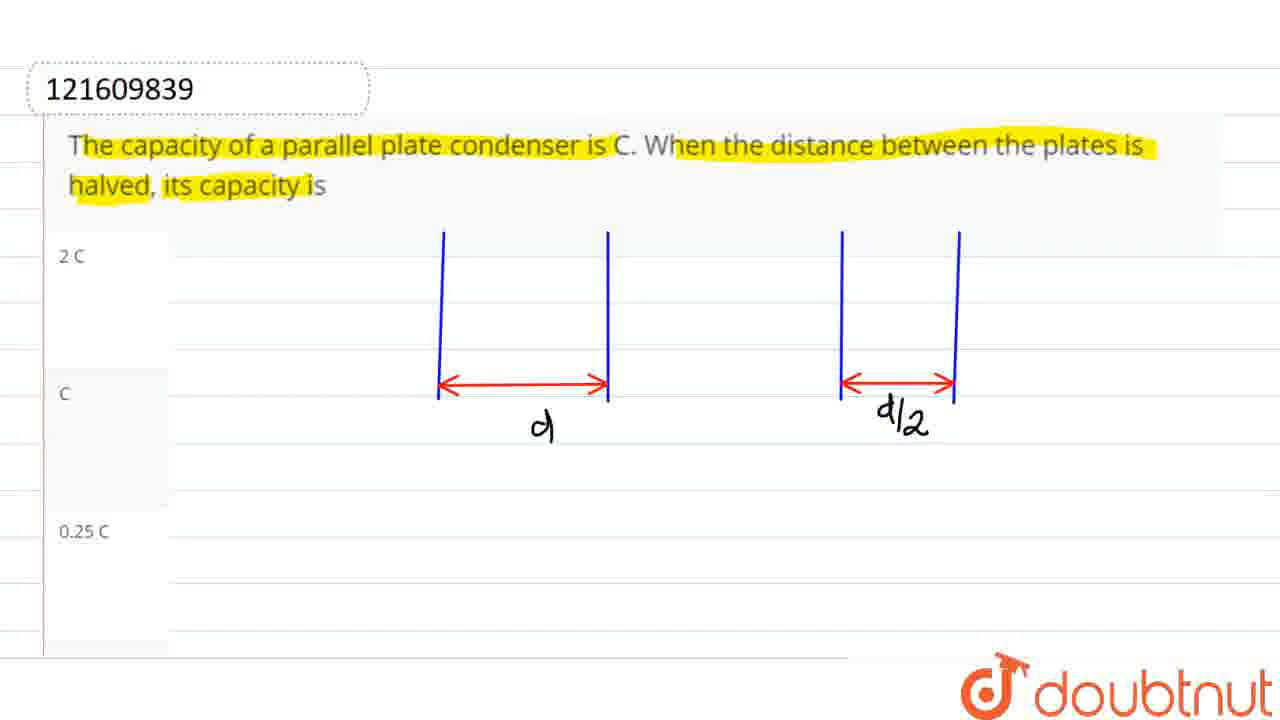 121609839
The capacity of a parallel plate condenser is C. When the distance between the plates is
halved, its capacity is
2 C
C
0.25 C
d
d/2
doubtnut